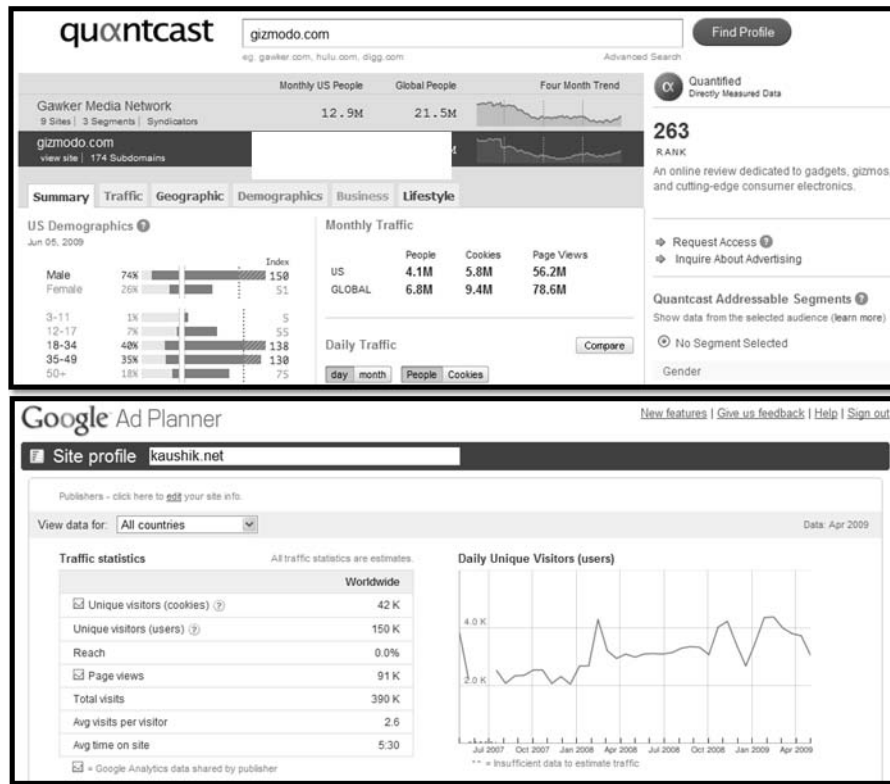 quantcast
gizmodo.com
Find Profile
eg. gawker.com, hulu.com, digg.com
Advanced Search
Monthly US People Global People Four Month Trend
Gawker Media Network
9 Sites | 3 Segments | Syndicators
12.9M 21.5M
gizmodo.com
view site | 174 Subdomains
Quantified
Directly Measured Data
263
RANK
An online review dedicated to gadgets, gizmos,
and cutting-edge consumer electronics.
Request Access
Inquire About Advertising
Quantcast Addressable Segments
Show data from the selected audience (learn more)
No Segment Selected
Gender
Summary Traffic Geographic Demographics Business Lifestyle
US Demographics
Jun 05, 2009
Index
Male 74% 150
Female 26% 51
3-11 1% 5
12-17 7% 55
18-34 40% 138
35-49 35% 130
50+ 18% 75
Monthly Traffic
People Cookies Page Views
US 4.1M 5.8M 56.2M
GLOBAL 6.8M 9.4M 78.6M
Daily Traffic
Compare
day month People Cookies
Google Ad Planner
New features | Give us feedback | Help | Sign out
Site profile kaushik.net
Publishers - click here to edit your site info.
View data for: All countries
Data: Apr 2009
Traffic statistics All traffic statistics are estimates.
Worldwide
Unique visitors (cookies) 42 K
Unique visitors (users) 150 K
Reach 0.0%
Page views 91 K
Total visits 390 K
Avg visits per visitor 2.6
Avg time on site 5:30
= Google Analytics data shared by publisher
Daily Unique Visitors (users)
4.0 K
2.0 K
Jul 2007 Oct 2007 Jan 2008 Apr 2008 Jul 2008 Oct 2008 Jan 2009 Apr 2009
** = Insufficient data to estimate traffic